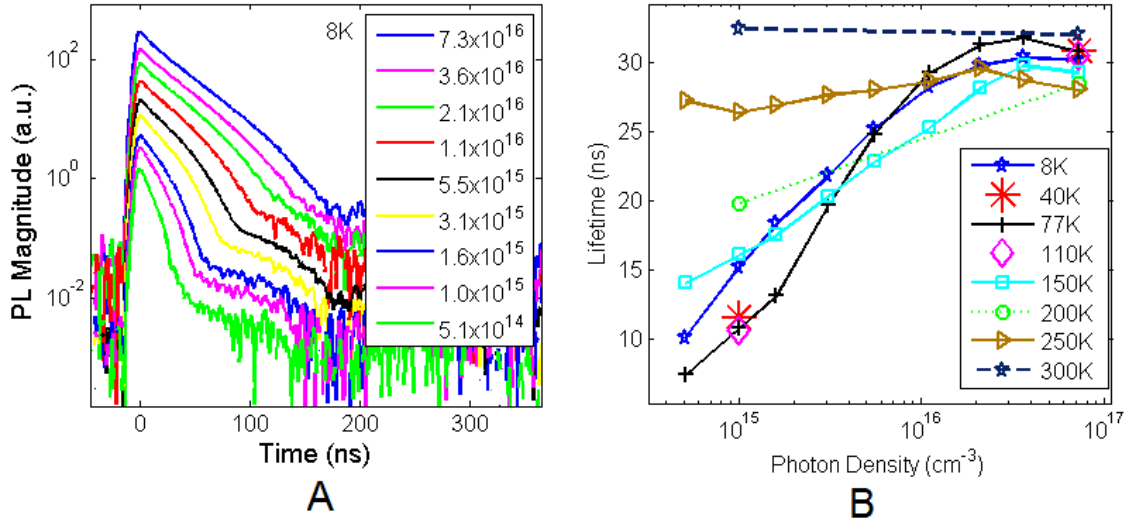 8K
7.3x10^16
3.6x10^16
2.1x10^16
1.1x10^16
5.5x10^15
3.1x10^15
1.6x10^15
1.0x10^15
5.1x10^14
PL Magnitude (a.u.)
10^2
10^0
10^-2
0 100 200 300
Time (ns)
A
Lifetime (ns)
30
25
20
15
10
8K
40K
77K
110K
150K
200K
250K
300K
10^15 10^16 10^17
Photon Density (cm^-3)
B